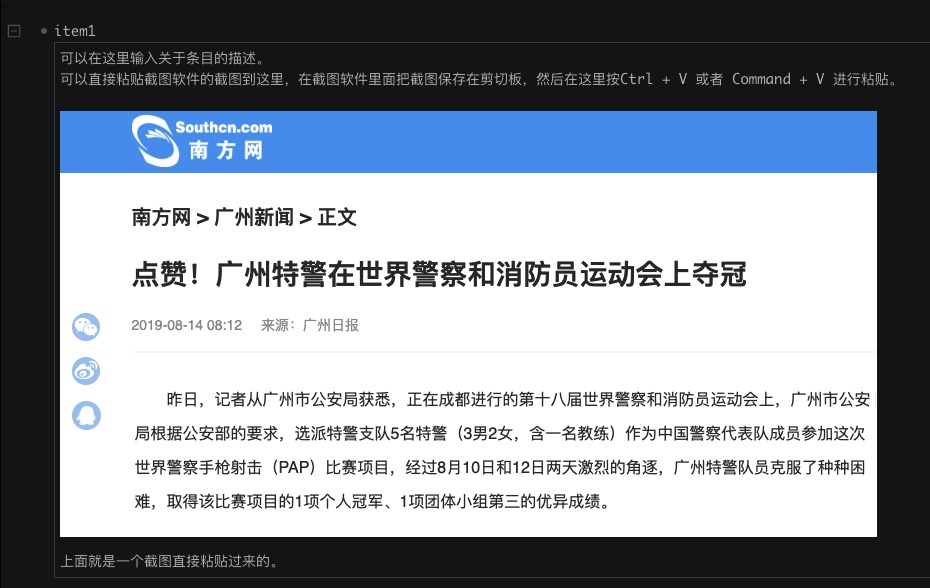 item1
可以在这里输入关于条目的描述。
可以直接粘贴截图软件的截图到这里，在截图软件里面把截图保存在剪切板，然后在这里按Ctrl + V 或者 Command + V 进行粘贴。
Southcn.com
南方网
南方网 > 广州新闻 > 正文
点赞！广州特警在世界警察和消防员运动会上夺冠
2019-08-14 08:12 来源：广州日报
昨日，记者从广州市公安局获悉，正在成都进行的第十八届世界警察和消防员运动会上，广州市公安
局根据公安部的要求，选派特警支队5名特警（3男2女，含一名教练）作为中国警察代表队成员参加这次
世界警察手枪射击（PAP）比赛项目，经过8月10日和12日两天激烈的角逐，广州特警队员克服了种种困
难，取得该比赛项目的1项个人冠军、1项团体小组第三的优异成绩。
上面就是一个截图直接粘贴过来的。